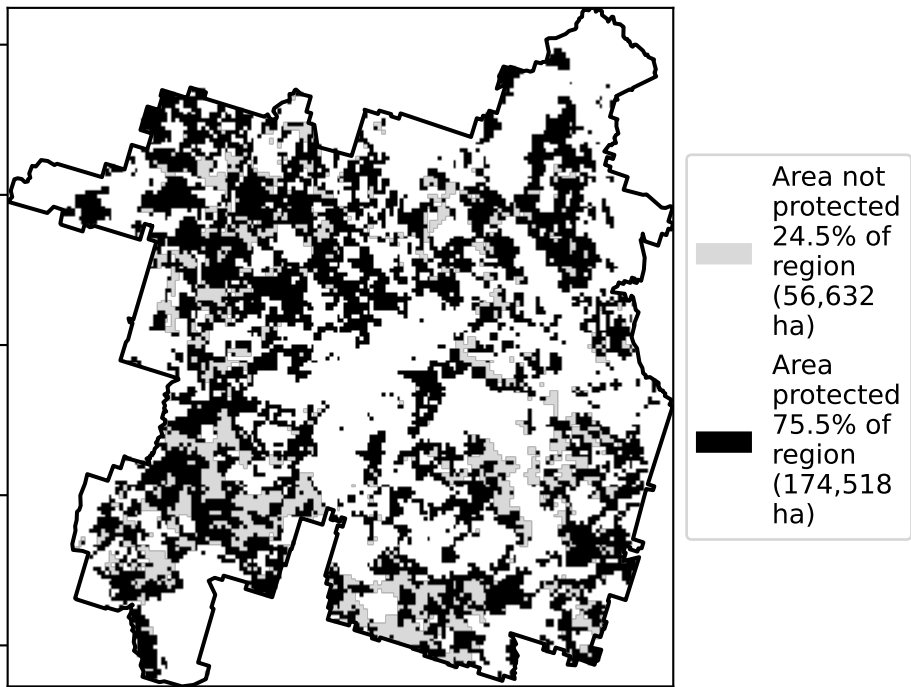 Area not
protected
24.5% of
region
(56,632
ha)
Area
protected
75.5% of
region
(174,518
ha)